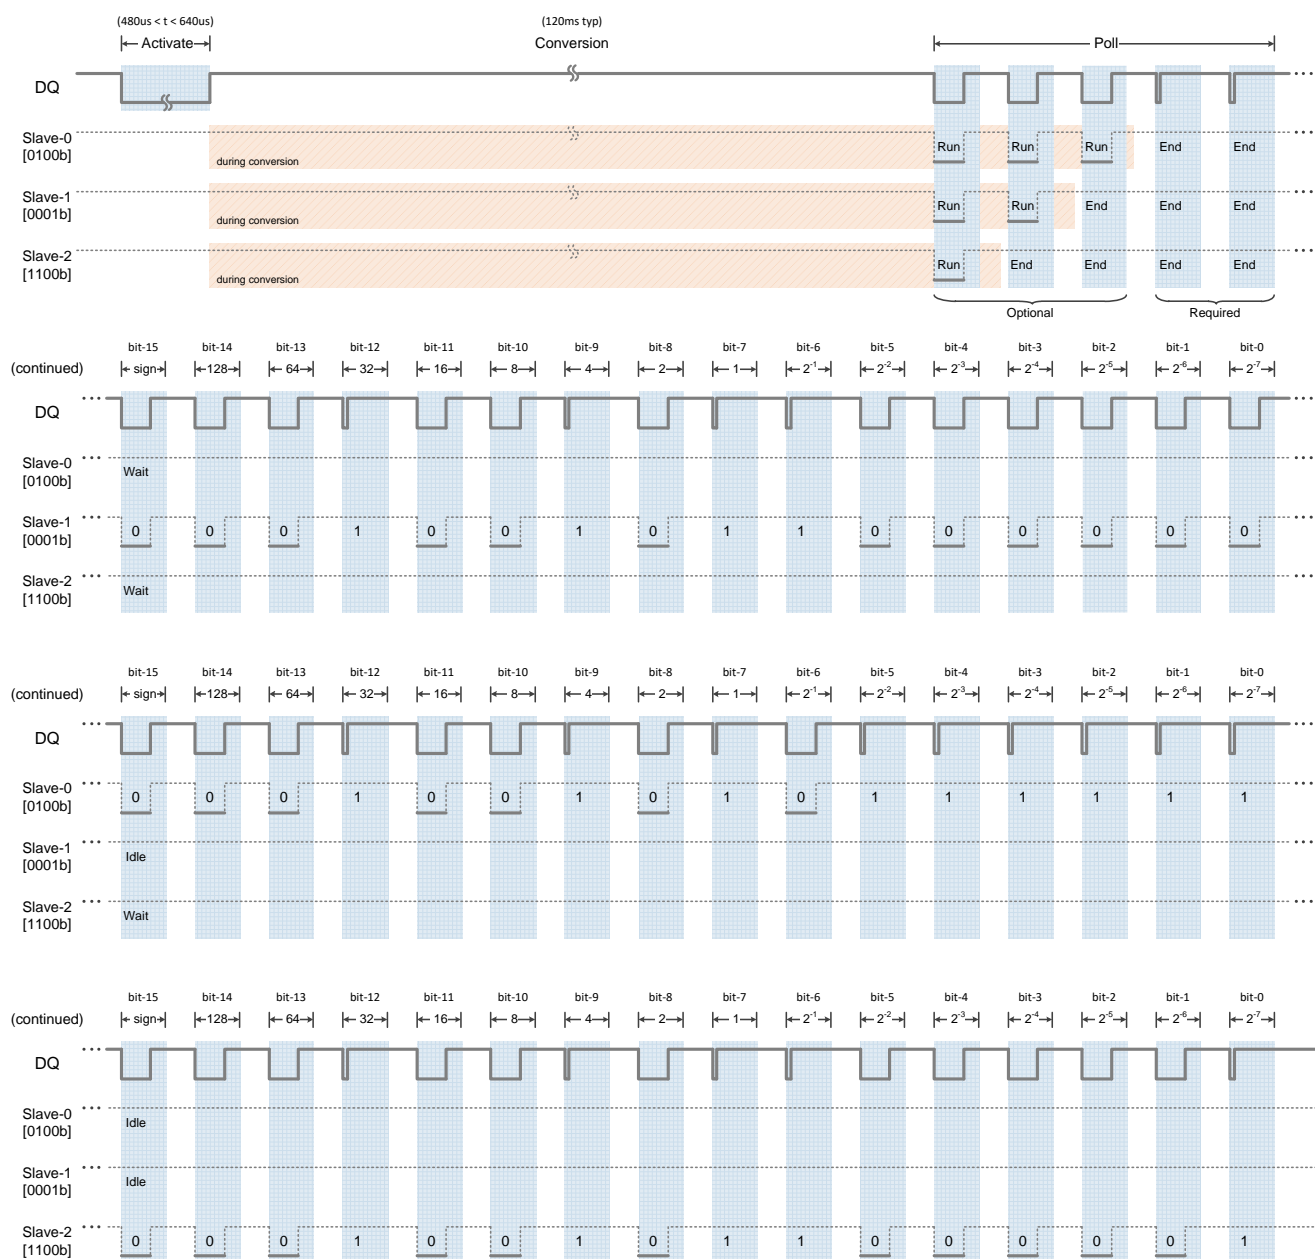 (480us < t < 640us) (120ms typ)
Activate Conversion Poll
DQ
Slave-0
[0100b]
during conversion Run Run Run End End
Slave-1
[0001b]
during conversion Run Run End End End
Slave-2
[1100b]
during conversion Run End End End End
Optional Required
bit-15 bit-14 bit-13 bit-12 bit-11 bit-10 bit-9 bit-8 bit-7 bit-6 bit-5 bit-4 bit-3 bit-2 bit-1 bit-0
(continued) sign 128 64 32 16 8 4 2 1 2⁻¹ 2⁻² 2⁻³ 2⁻⁴ 2⁻⁵ 2⁻⁶ 2⁻⁷
DQ
Slave-0
[0100b]
Wait
Slave-1
[0001b]
0 0 0 1 0 0 1 0 1 1 0 0 0 0 0 0
Slave-2
[1100b]
Wait
bit-15 bit-14 bit-13 bit-12 bit-11 bit-10 bit-9 bit-8 bit-7 bit-6 bit-5 bit-4 bit-3 bit-2 bit-1 bit-0
(continued) sign 128 64 32 16 8 4 2 1 2⁻¹ 2⁻² 2⁻³ 2⁻⁴ 2⁻⁵ 2⁻⁶ 2⁻⁷
DQ
Slave-0
[0100b]
0 0 0 1 0 0 1 0 1 0 1 1 1 1 1 1
Slave-1
[0001b]
Idle
Slave-2
[1100b]
Wait
bit-15 bit-14 bit-13 bit-12 bit-11 bit-10 bit-9 bit-8 bit-7 bit-6 bit-5 bit-4 bit-3 bit-2 bit-1 bit-0
(continued) sign 128 64 32 16 8 4 2 1 2⁻¹ 2⁻² 2⁻³ 2⁻⁴ 2⁻⁵ 2⁻⁶ 2⁻⁷
DQ
Slave-0
[0100b]
Idle
Slave-1
[0001b]
Idle
Slave-2
[1100b]
0 0 0 1 0 0 1 0 1 1 0 0 0 0 0 1